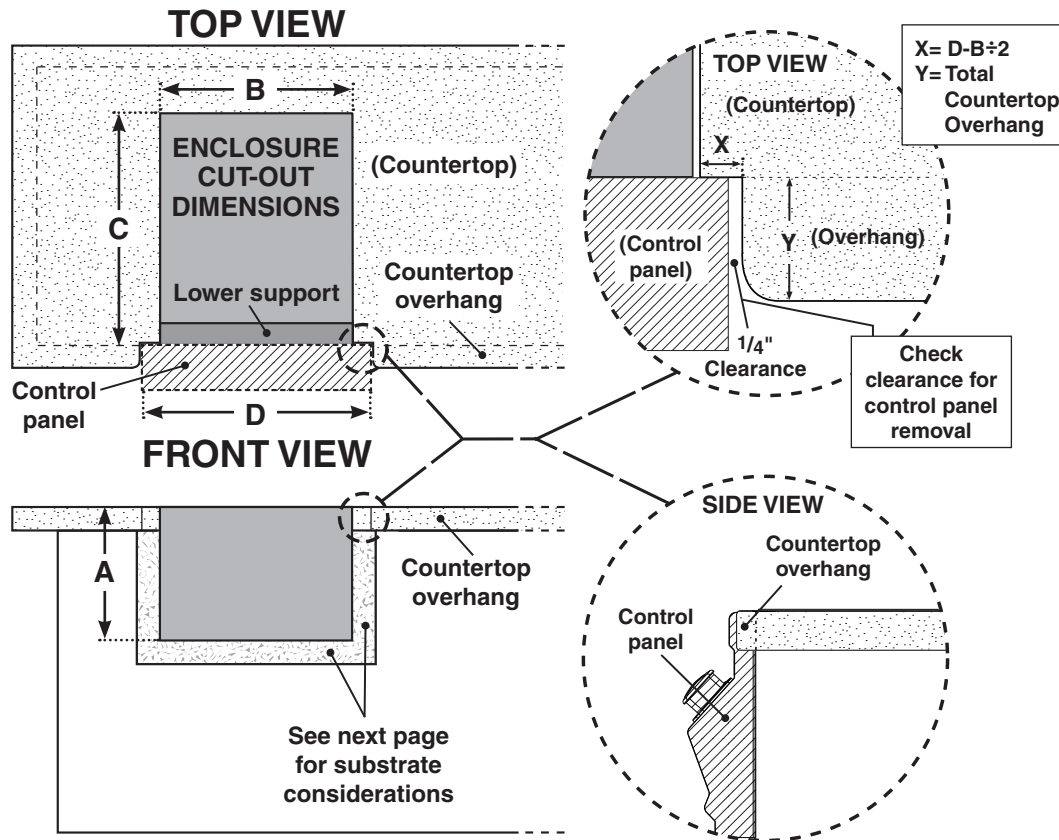 TOP VIEW
B
C
ENCLOSURE
CUT-OUT
DIMENSIONS
(Countertop)
Lower support
Countertop
overhang
Control
panel
D
TOP VIEW
(Countertop)
X
(Control
panel)
Y
(Overhang)
1/4"
Clearance
X= D-B÷2
Y= Total
Countertop
Overhang
Check
clearance for
control panel
removal
FRONT VIEW
A
Countertop
overhang
See next page
for substrate
considerations
SIDE VIEW
Countertop
overhang
Control
panel